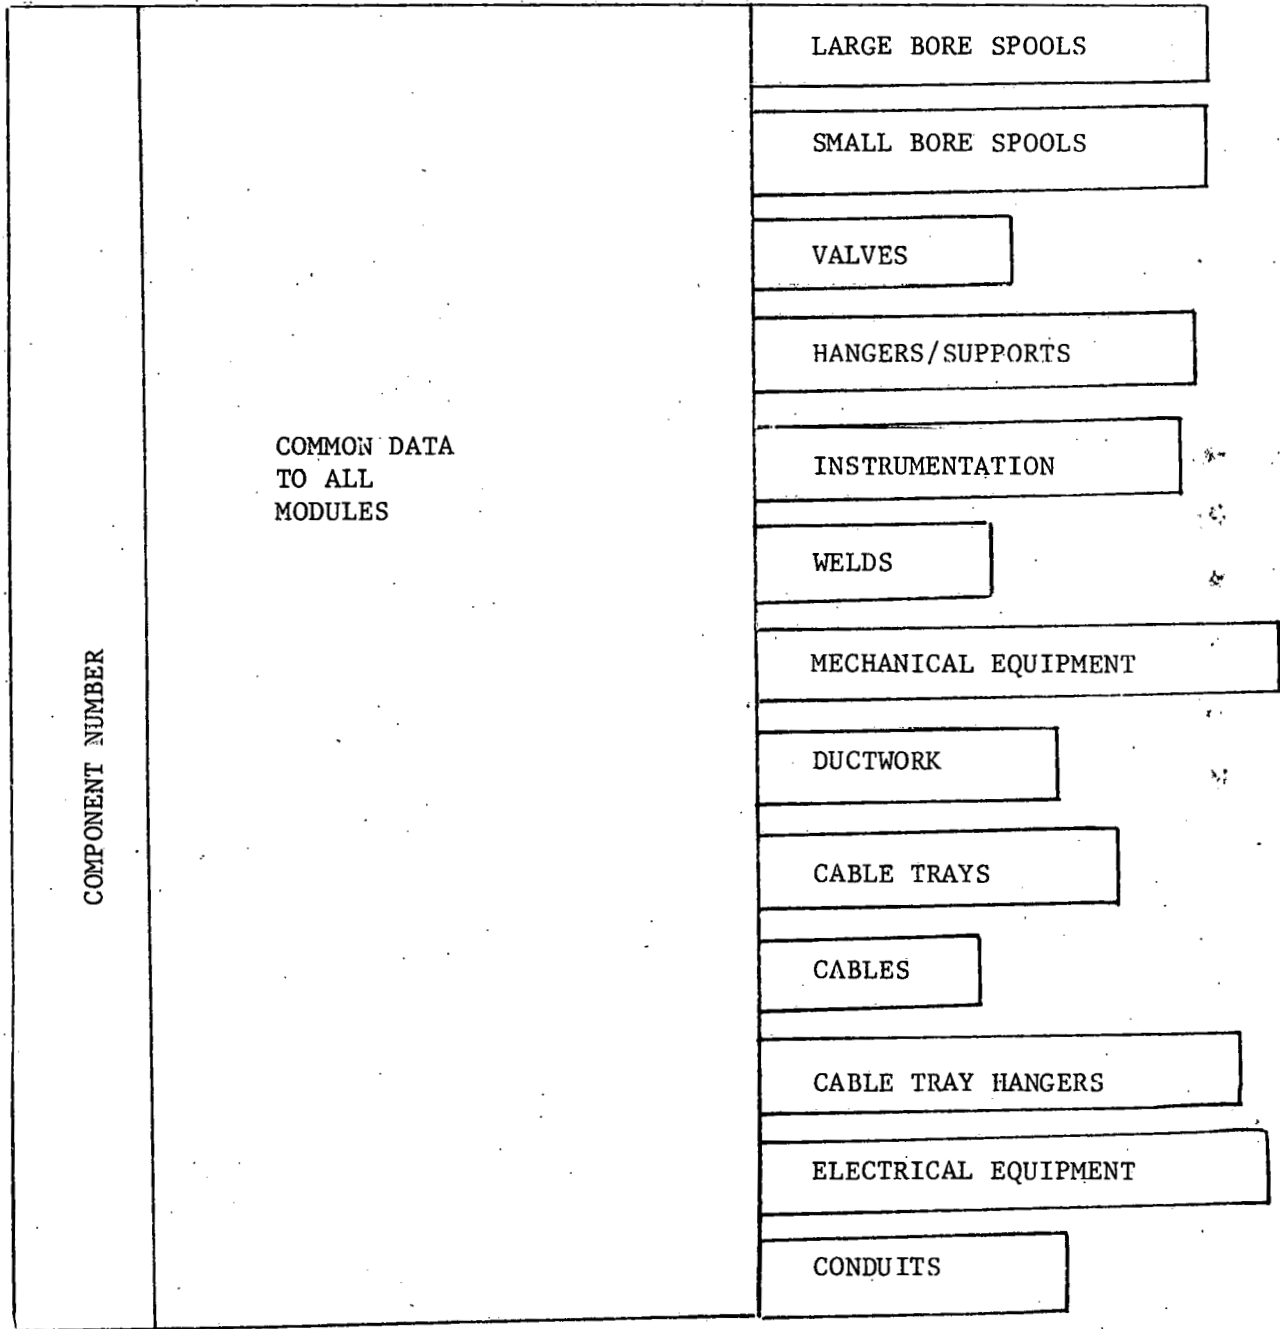 LARGE BORE SPOOLS
SMALL BORE SPOOLS
VALVES
HANGERS/SUPPORTS
COMMON DATA
TO ALL
MODULES
INSTRUMENTATION
WELDS
MECHANICAL EQUIPMENT
COMPONENT NUMBER
DUCTWORK
CABLE TRAYS
CABLES
CABLE TRAY HANGERS
ELECTRICAL EQUIPMENT
CONDUITS